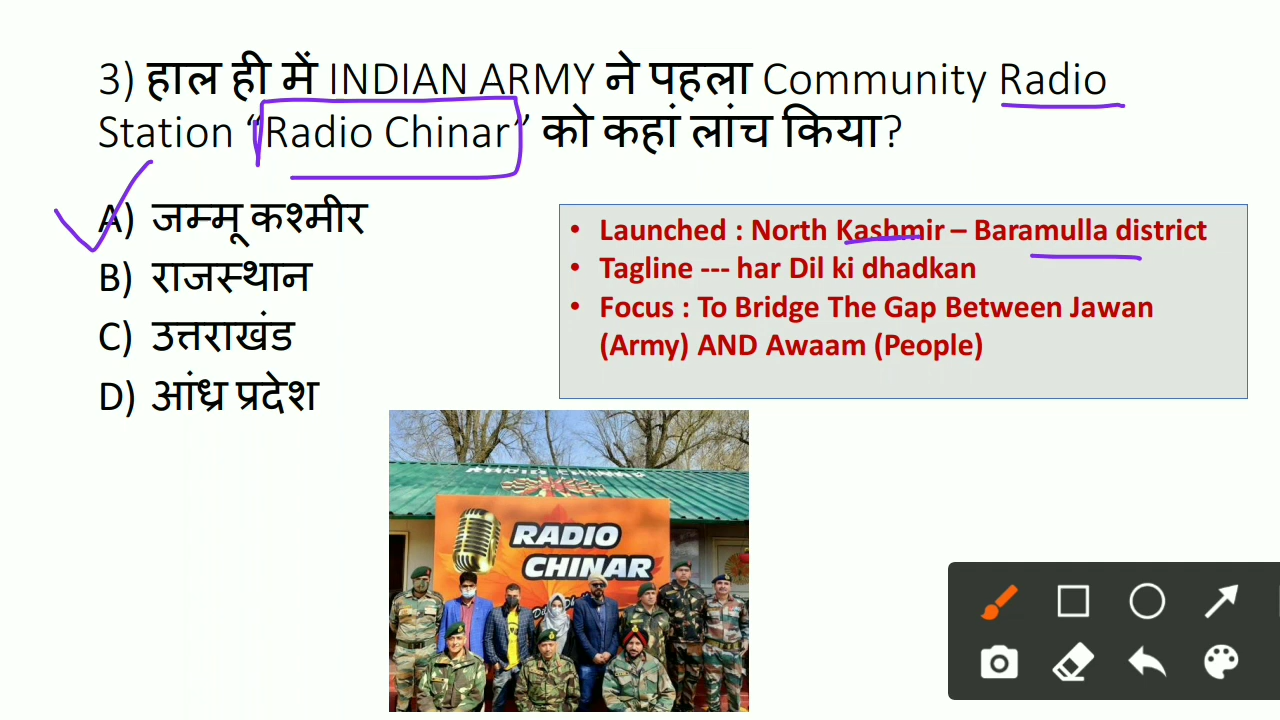 3) हाल ही में INDIAN ARMY ने पहला Community Radio
Station “Radio Chinar” को कहां लांच किया?
A) जम्मू कश्मीर
B) राजस्थान
C) उत्तराखंड
D) आंध्र प्रदेश
• Launched : North Kashmir – Baramulla district
• Tagline --- har Dil ki dhadkan
• Focus : To Bridge The Gap Between Jawan
(Army) AND Awaam (People)
RADIO CHINAR
RADIO
CHINAR